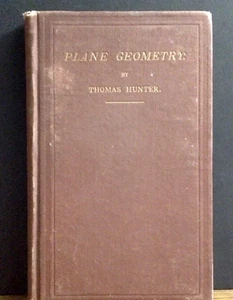 PLANE GEOMETRY.
BY
THOMAS HUNTER.